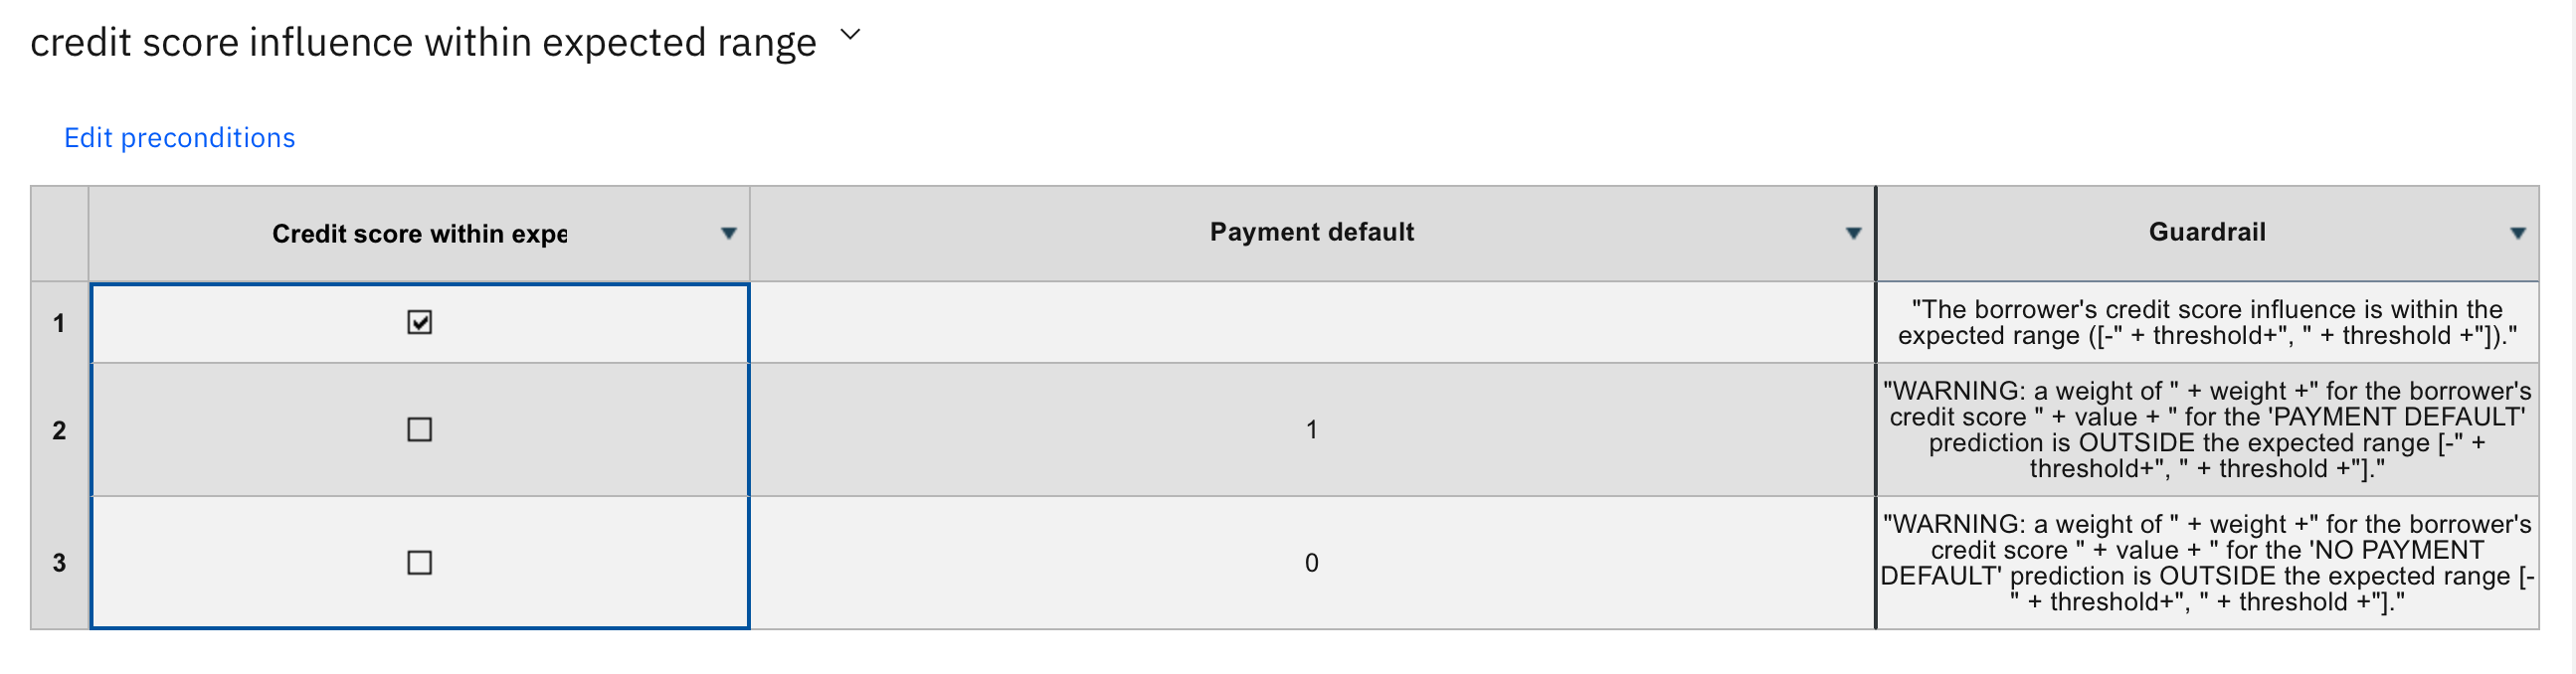 credit score influence within expected range
Edit preconditions
Credit score within expe
Payment default
Guardrail
1
"The borrower's credit score influence is within the
expected range ([-" + threshold+", " + threshold +"])."
2
1
"WARNING: a weight of " + weight +" for the borrower's
credit score " + value + " for the 'PAYMENT DEFAULT'
prediction is OUTSIDE the expected range [-" +
threshold+", " + threshold +"]."
3
0
"WARNING: a weight of " + weight +" for the borrower's
credit score " + value + " for the 'NO PAYMENT
DEFAULT' prediction is OUTSIDE the expected range [-
" + threshold+", " + threshold +"]."